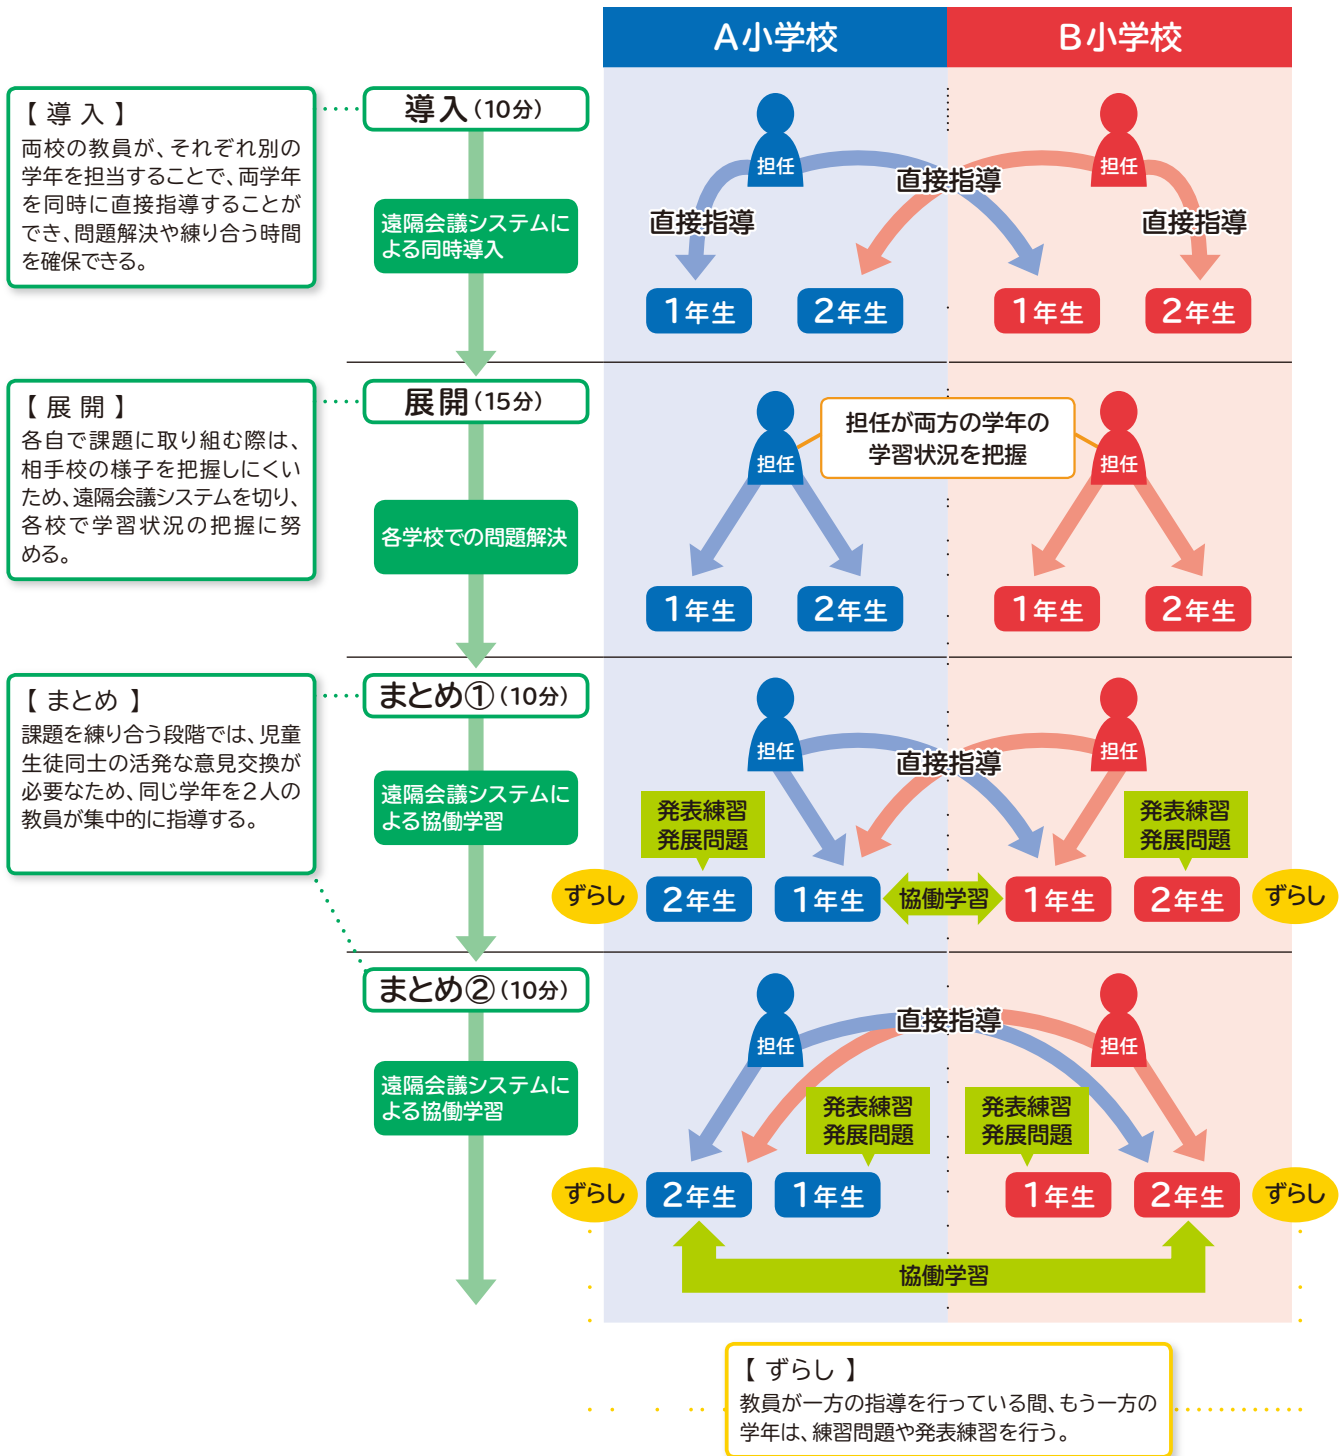 A小学校
B小学校
【 導 入 】
両校の教員が、それぞれ別の
学年を担当することで、両学年
を同時に直接指導することが
でき、問題解決や練り合う時間
を確保できる。
導入(10分)
遠隔会議システムに
よる同時導入
担任
担任
直接指導
直接指導
直接指導
1年生
2年生
1年生
2年生
【 展 開 】
各自で課題に取り組む際は、
相手校の様子を把握しにくい
ため、遠隔会議システムを切り、
各校で学習状況の把握に努
める。
展開(15分)
各学校での問題解決
担任
担任が両方の学年の
学習状況を把握
担任
1年生
2年生
1年生
2年生
【 まとめ 】
課題を練り合う段階では、児童
生徒同士の活発な意見交換が
必要なため、同じ学年を2人の
教員が集中的に指導する。
まとめ①(10分)
遠隔会議システムに
よる協働学習
担任
担任
直接指導
発表練習
発展問題
発表練習
発展問題
ずらし
2年生
1年生
協働学習
1年生
2年生
ずらし
まとめ②(10分)
遠隔会議システムに
よる協働学習
担任
直接指導
担任
発表練習
発展問題
発表練習
発展問題
ずらし
2年生
1年生
1年生
2年生
ずらし
協働学習
【 ずらし 】
教員が一方の指導を行っている間、もう一方の
学年は、練習問題や発表練習を行う。